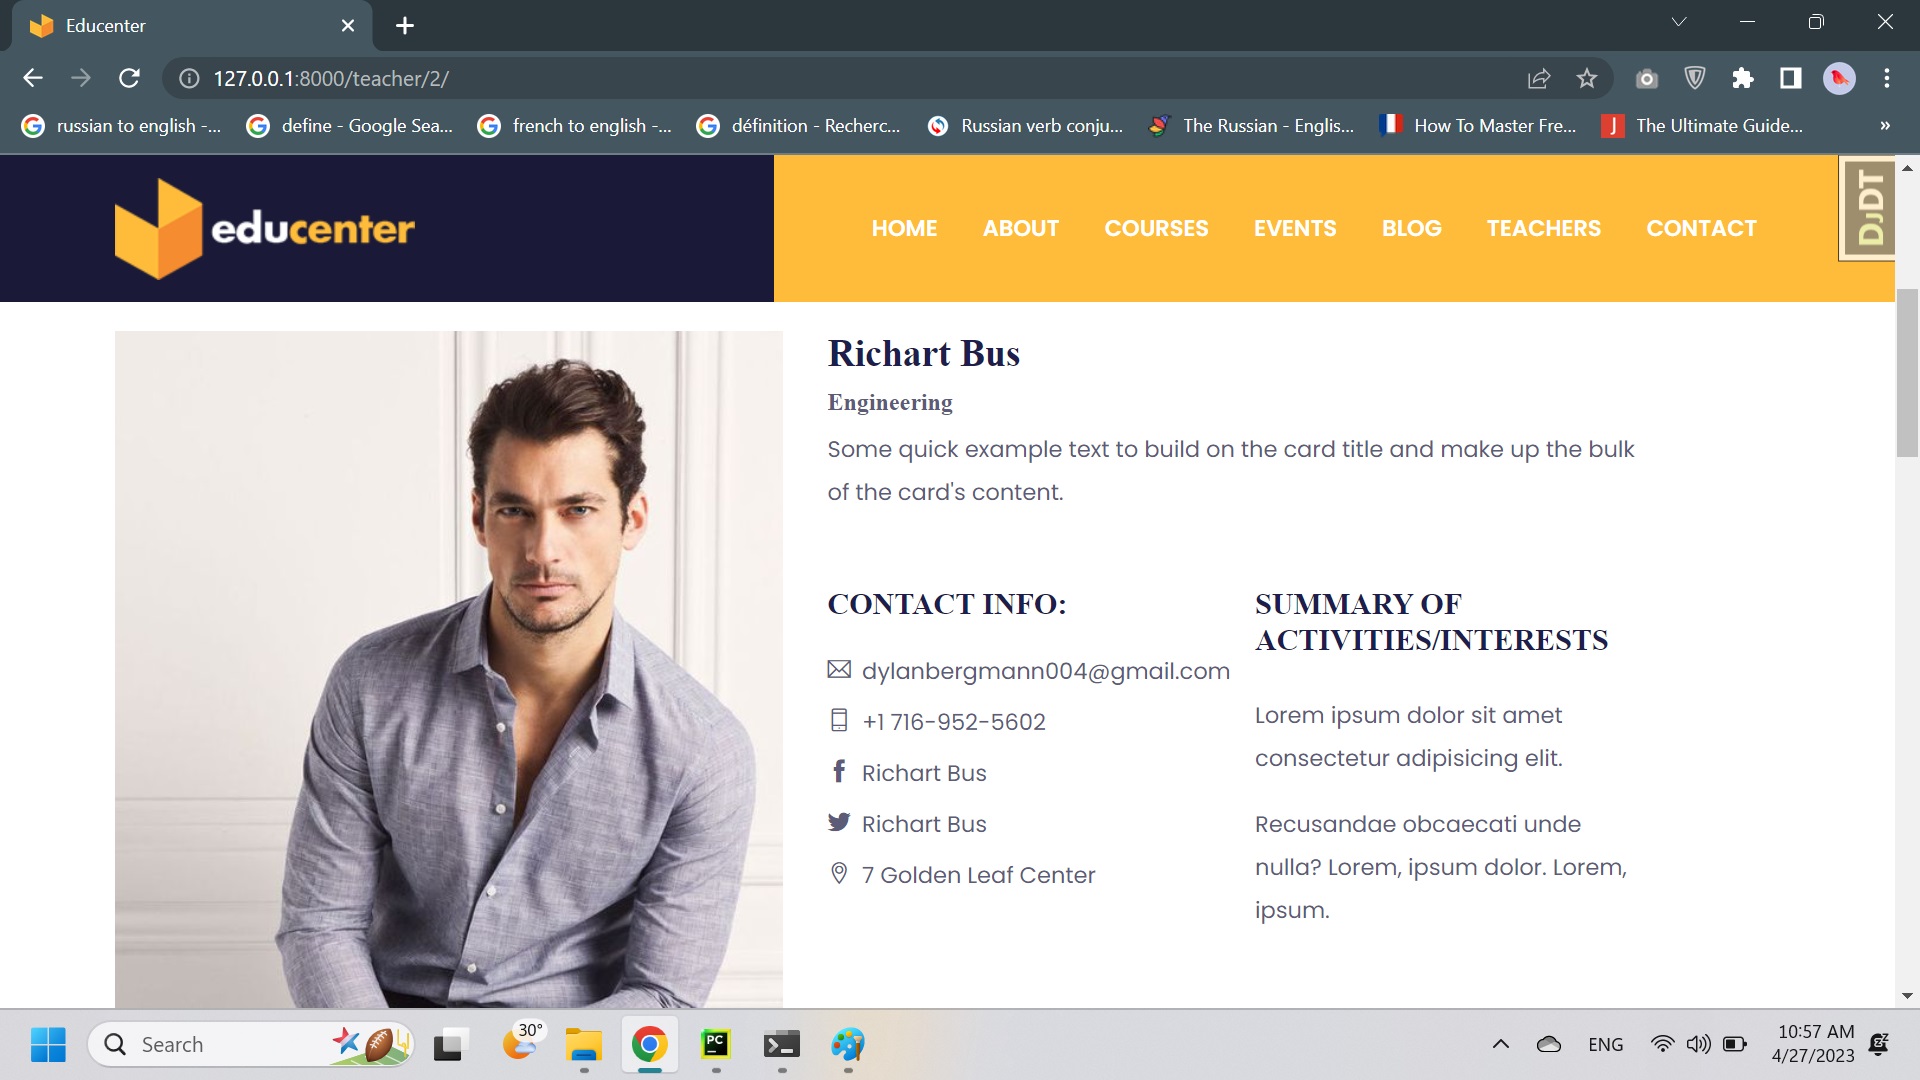 Educenter
127.0.0.1:8000/teacher/2/
russian to english -... define - Google Sea... french to english -... définition - Recherc... Russian verb conju... The Russian - Englis... How To Master Fre... J The Ultimate Guide... »
educenter
HOME ABOUT COURSES EVENTS BLOG TEACHERS CONTACT
DJDT
Richart Bus
Engineering
Some quick example text to build on the card title and make up the bulk
of the card's content.
CONTACT INFO:
dylanbergmann004@gmail.com
+1 716-952-5602
Richart Bus
Richart Bus
7 Golden Leaf Center
SUMMARY OF
ACTIVITIES/INTERESTS
Lorem ipsum dolor sit amet
consectetur adipisicing elit.
Recusandae obcaecati unde
nulla? Lorem, ipsum dolor. Lorem,
ipsum.
Search
30°
PC
ENG
10:57 AM
4/27/2023